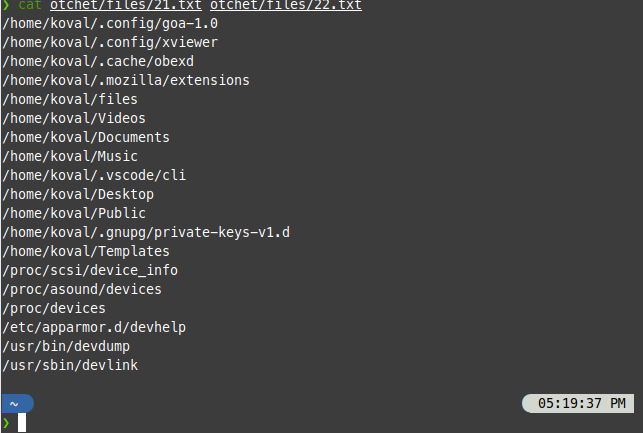 ❯ cat otchet/files/21.txt otchet/files/22.txt
/home/koval/.config/goa-1.0
/home/koval/.config/xviewer
/home/koval/.cache/obexd
/home/koval/.mozilla/extensions
/home/koval/files
/home/koval/Videos
/home/koval/Documents
/home/koval/Music
/home/koval/.vscode/cli
/home/koval/Desktop
/home/koval/Public
/home/koval/.gnupg/private-keys-v1.d
/home/koval/Templates
/proc/scsi/device_info
/proc/asound/devices
/proc/devices
/etc/apparmor.d/devhelp
/usr/bin/devdump
/usr/sbin/devlink
~ 05:19:37 PM
❯